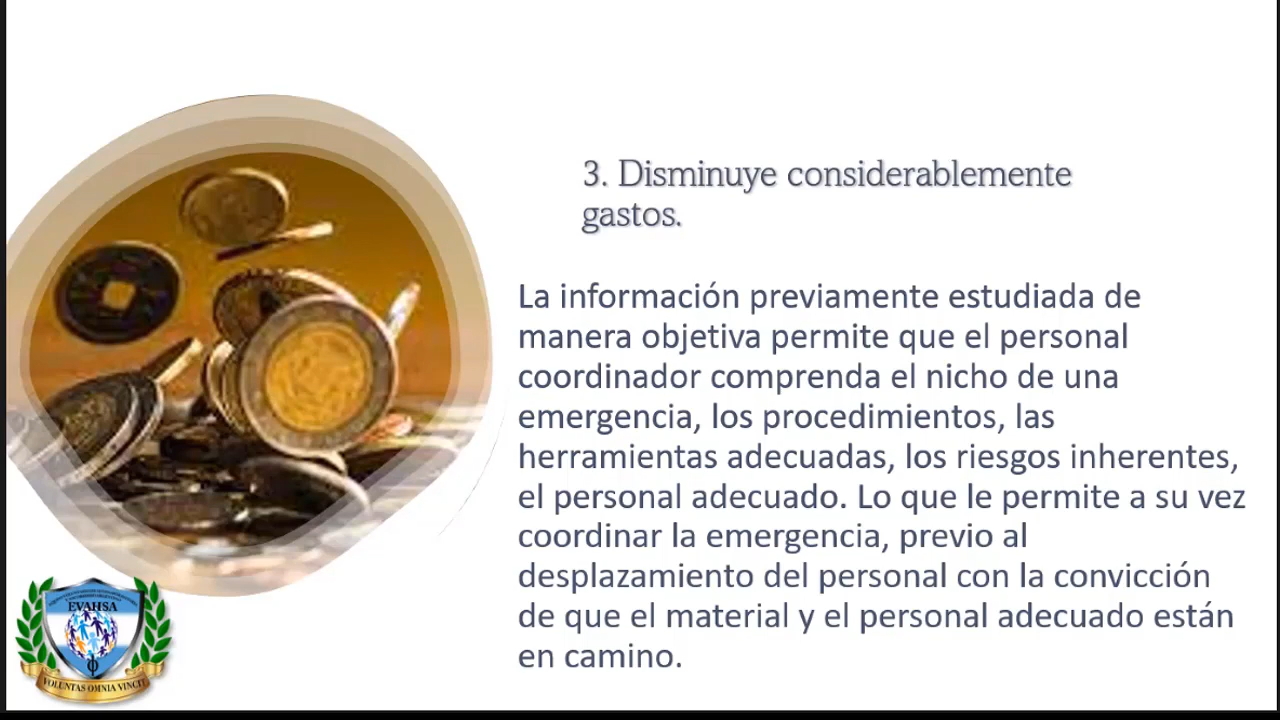 3. Disminuye considerablemente
gastos.
La información previamente estudiada de
manera objetiva permite que el personal
coordinador comprenda el nicho de una
emergencia, los procedimientos, las
herramientas adecuadas, los riesgos inherentes,
el personal adecuado. Lo que le permite a su vez
coordinar la emergencia, previo al
desplazamiento del personal con la convicción
de que el material y el personal adecuado están
en camino.
EVAHSA
VOLUNTAS OMNIA VINCIT